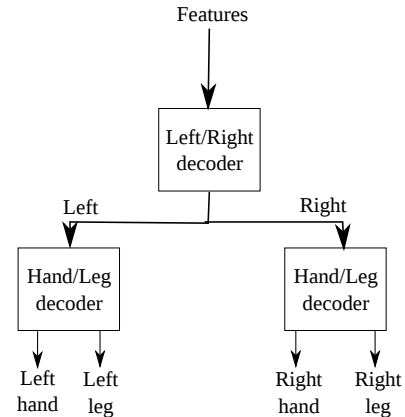 Features
Left/Right
decoder
Left
Right
Hand/Leg
decoder
Hand/Leg
decoder
Left
hand
Left
leg
Right
hand
Right
leg